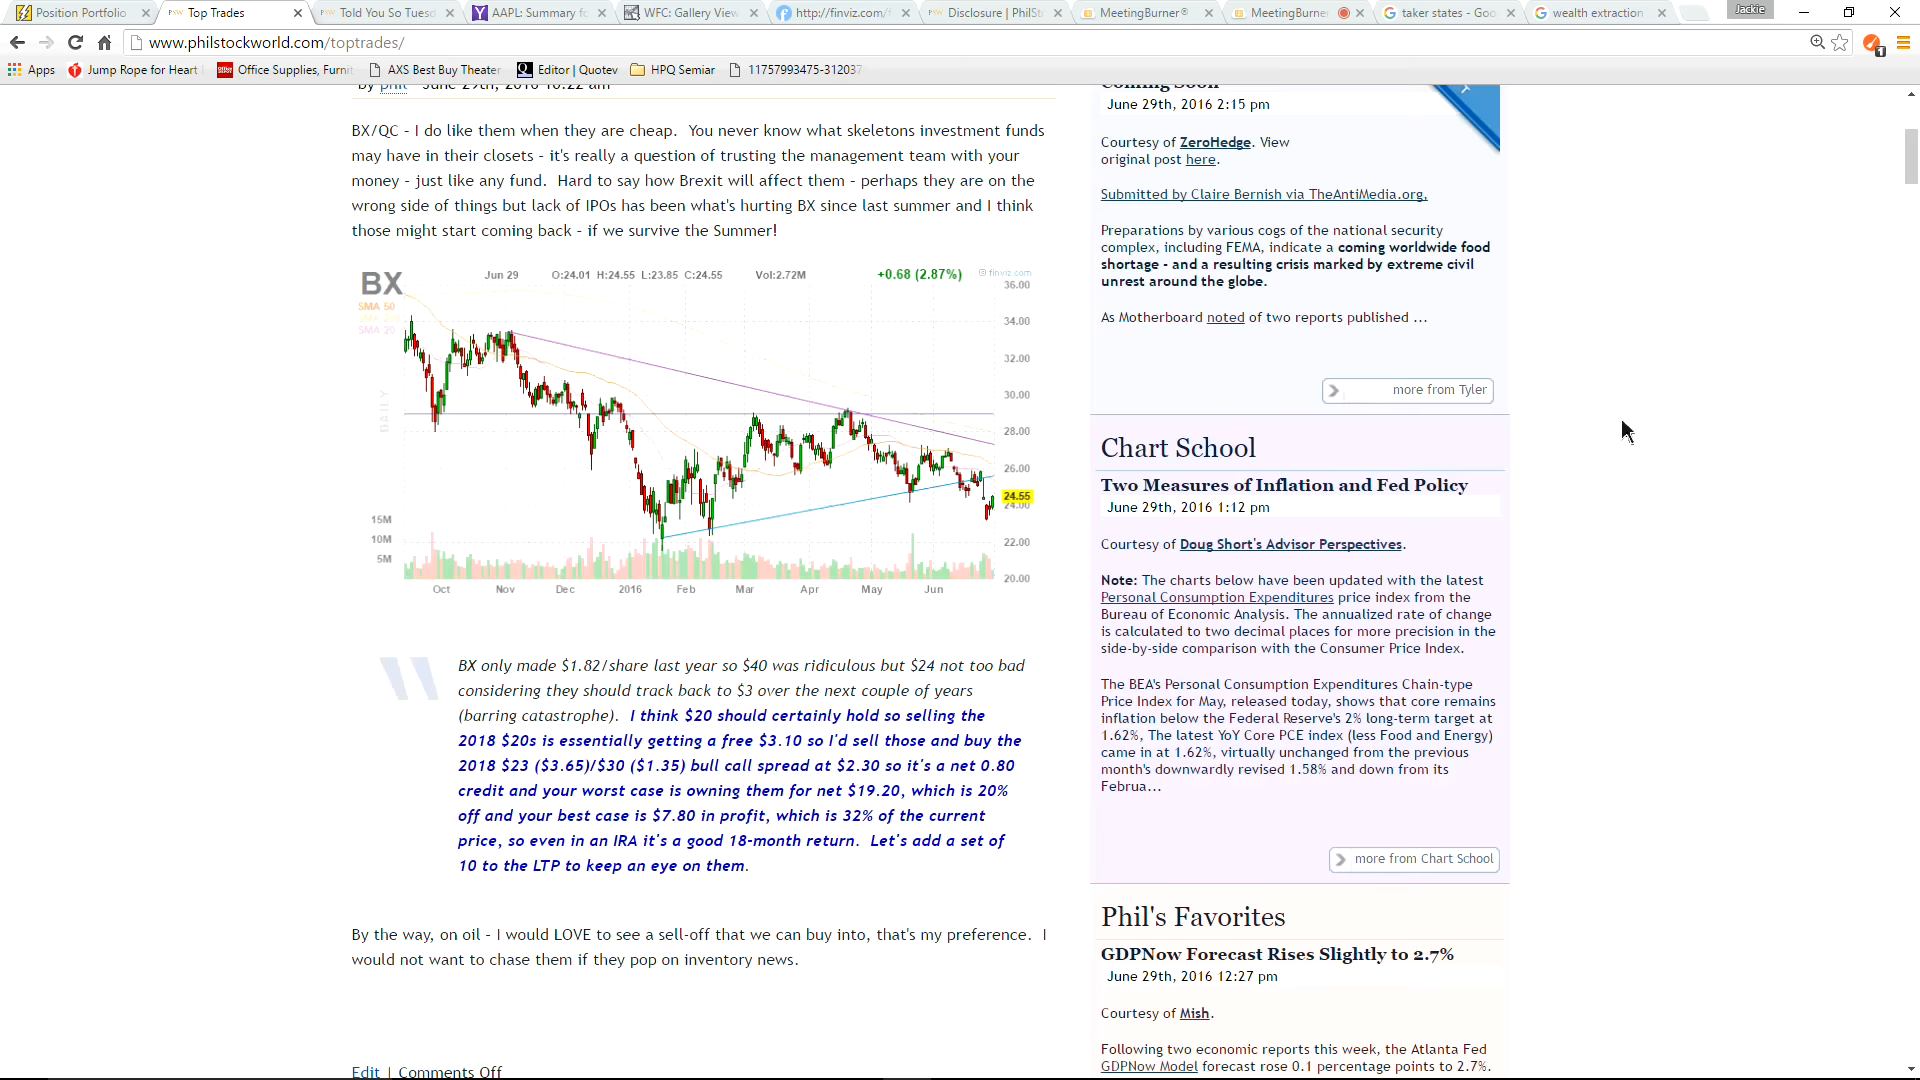 Position Portfolio
Top Trades
Told You So Tuesd
AAPL: Summary fo
WFC: Gallery View
http://finviz.com/f
Disclosure | PhilSt
MeetingBurner®
MeetingBurne
taker states - Goo
wealth extraction
Jackie
www.philstockworld.com/toptrades/
Apps
Jump Rope for Heart
Office Supplies, Furnit
AXS Best Buy Theater
Editor | Quotev
HPQ Semiar
11757993475-312037
by phil June 29th, 2016 10:22 am
BX/QC - I do like them when they are cheap. You never know what skeletons investment funds
may have in their closets - it's really a question of trusting the management team with your
money - just like any fund. Hard to say how Brexit will affect them - perhaps they are on the
wrong side of things but lack of IPOs has been what's hurting BX since last summer and I think
those might start coming back - if we survive the Summer!
BX
Jun 29 O:24.01 H:24.55 L:23.85 C:24.55 Vol:2.72M +0.68 (2.87%) © finviz.com
SMA 50
SMA 20
DAILY
36.00
34.00
32.00
30.00
28.00
26.00
24.55
24.00
22.00
20.00
15M
10M
5M
Oct Nov Dec 2016 Feb Mar Apr May Jun
BX only made $1.82/share last year so $40 was ridiculous but $24 not too bad
considering they should track back to $3 over the next couple of years
(barring catastrophe). I think $20 should certainly hold so selling the
2018 $20s is essentially getting a free $3.10 so I'd sell those and buy the
2018 $23 ($3.65)/$30 ($1.35) bull call spread at $2.30 so it's a net 0.80
credit and your worst case is owning them for net $19.20, which is 20%
off and your best case is $7.80 in profit, which is 32% of the current
price, so even in an IRA it's a good 18-month return. Let's add a set of
10 to the LTP to keep an eye on them.
By the way, on oil - I would LOVE to see a sell-off that we can buy into, that's my preference. I
would not want to chase them if they pop on inventory news.
Edit | Comments Off
Coming Soon
June 29th, 2016 2:15 pm
Courtesy of ZeroHedge. View
original post here.
Submitted by Claire Bernish via TheAntiMedia.org,
Preparations by various cogs of the national security
complex, including FEMA, indicate a coming worldwide food
shortage - and a resulting crisis marked by extreme civil
unrest around the globe.
As Motherboard noted of two reports published ...
more from Tyler
Chart School
Two Measures of Inflation and Fed Policy
June 29th, 2016 1:12 pm
Courtesy of Doug Short's Advisor Perspectives.
Note: The charts below have been updated with the latest
Personal Consumption Expenditures price index from the
Bureau of Economic Analysis. The annualized rate of change
is calculated to two decimal places for more precision in the
side-by-side comparison with the Consumer Price Index.
The BEA's Personal Consumption Expenditures Chain-type
Price Index for May, released today, shows that core remains
inflation below the Federal Reserve's 2% long-term target at
1.62%, The latest YoY Core PCE index (less Food and Energy)
came in at 1.62%, virtually unchanged from the previous
month's downwardly revised 1.58% and down from its
Februa...
more from Chart School
Phil's Favorites
GDPNow Forecast Rises Slightly to 2.7%
June 29th, 2016 12:27 pm
Courtesy of Mish.
Following two economic reports this week, the Atlanta Fed
GDPNow Model forecast rose 0.1 percentage points to 2.7%.